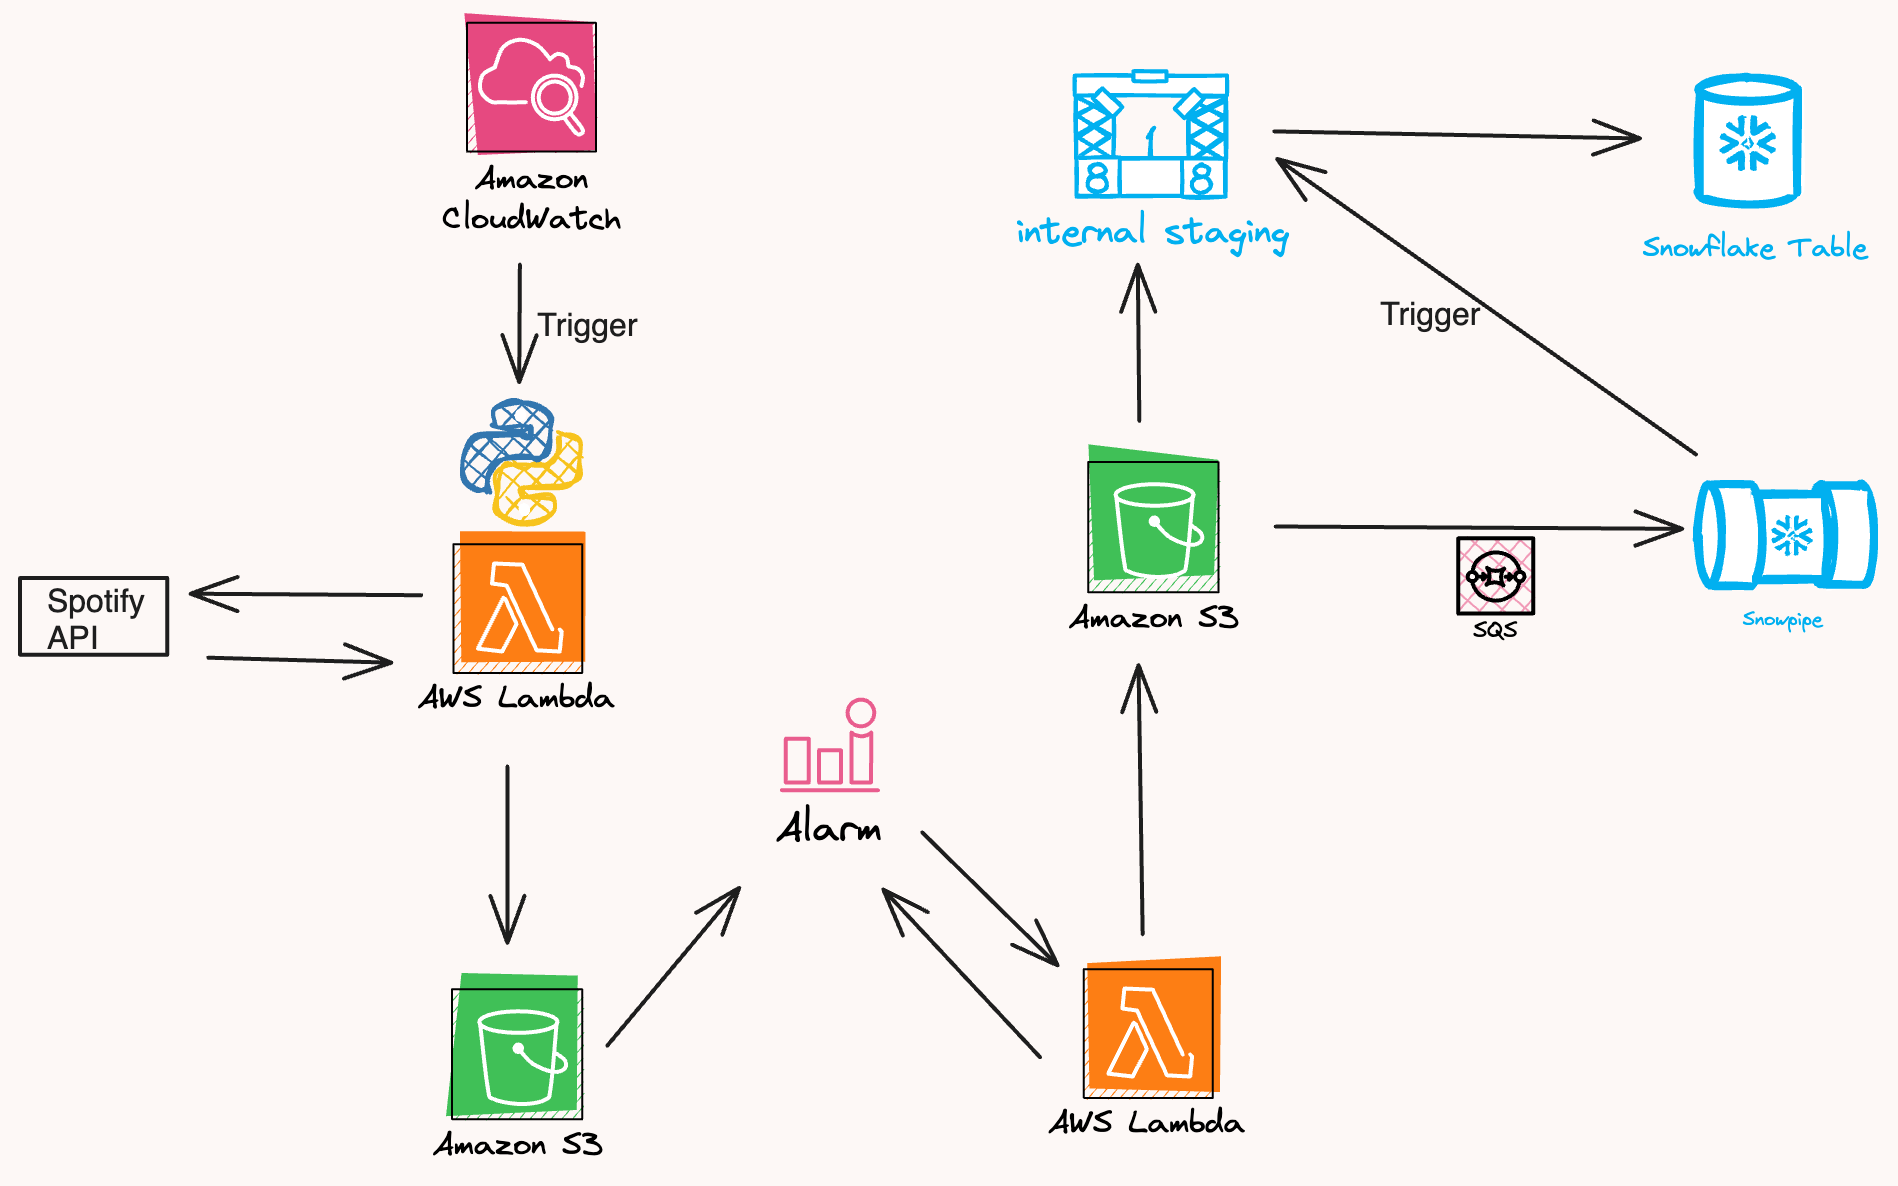 Amazon
CloudWatch
Trigger
Spotify
API
AWS Lambda
Amazon S3
Alarm
AWS Lambda
Amazon S3
SQS
Snowpipe
Trigger
internal staging
Snowflake Table